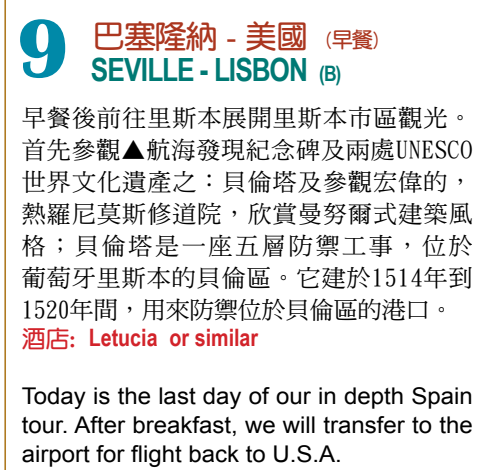 9 巴塞隆納 - 美國 (早餐)
SEVILLE - LISBON (B)
早餐後前往里斯本展開里斯本市區觀光。
首先參觀▲航海發現紀念碑及兩處UNESCO
世界文化遺產之：貝倫塔及參觀宏偉的，
熱羅尼莫斯修道院，欣賞曼努爾式建築風
格；貝倫塔是一座五層防禦工事，位於
葡萄牙里斯本的貝倫區。它建於1514年到
1520年間，用來防禦位於貝倫區的港口。
酒店: Letucia or similar
Today is the last day of our in depth Spain
tour. After breakfast, we will transfer to the
airport for flight back to U.S.A.